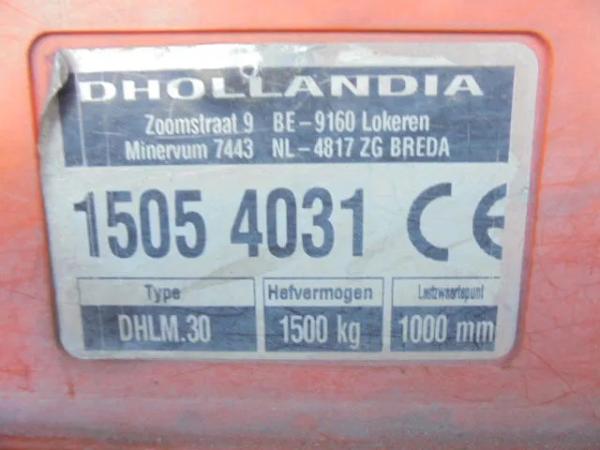 DHOLLANDIA
Zoomstraat 9 BE-9160 Lokeren
Minervum 7443 NL-4817 ZG BREDA
1505 4031 CE
Type Hefvermogen Lastzwaartepunt
DHLM.30 1500 kg 1000 mm